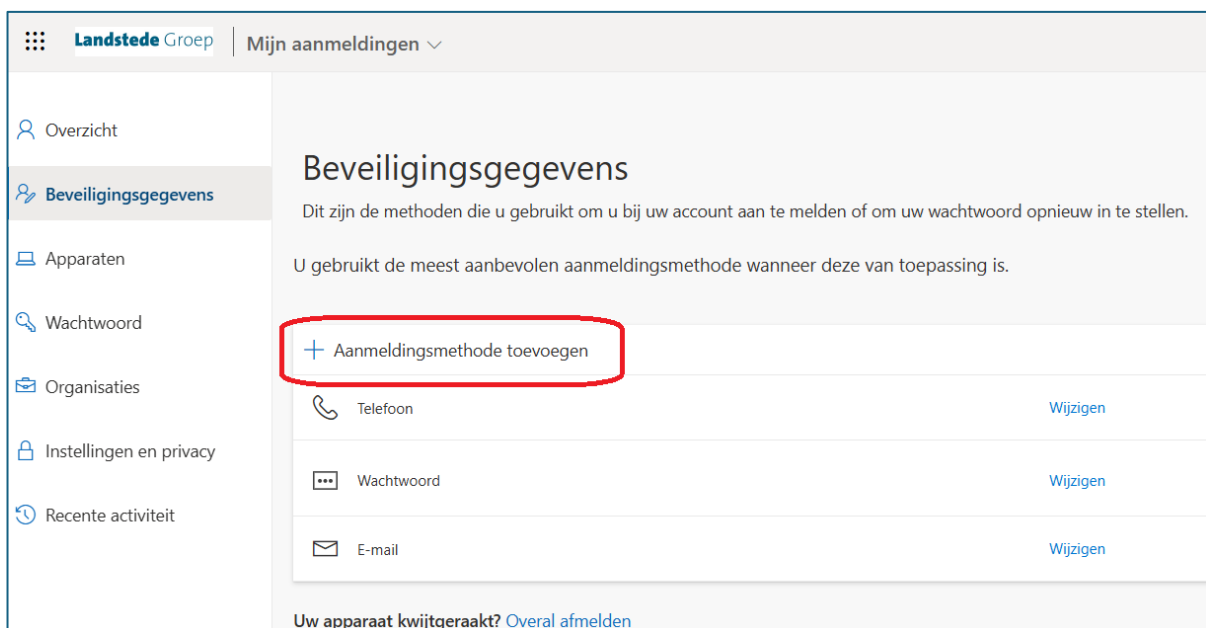 Landstede Groep
Mijn aanmeldingen
Overzicht
Beveiligingsgegevens
Apparaten
Wachtwoord
Organisaties
Instellingen en privacy
Recente activiteit
Beveiligingsgegevens
Dit zijn de methoden die u gebruikt om u bij uw account aan te melden of om uw wachtwoord opnieuw in te stellen.
U gebruikt de meest aanbevolen aanmeldingsmethode wanneer deze van toepassing is.
Aanmeldingsmethode toevoegen
Telefoon Wijzigen
Wachtwoord Wijzigen
E-mail Wijzigen
Uw apparaat kwijtgeraakt? Overal afmelden